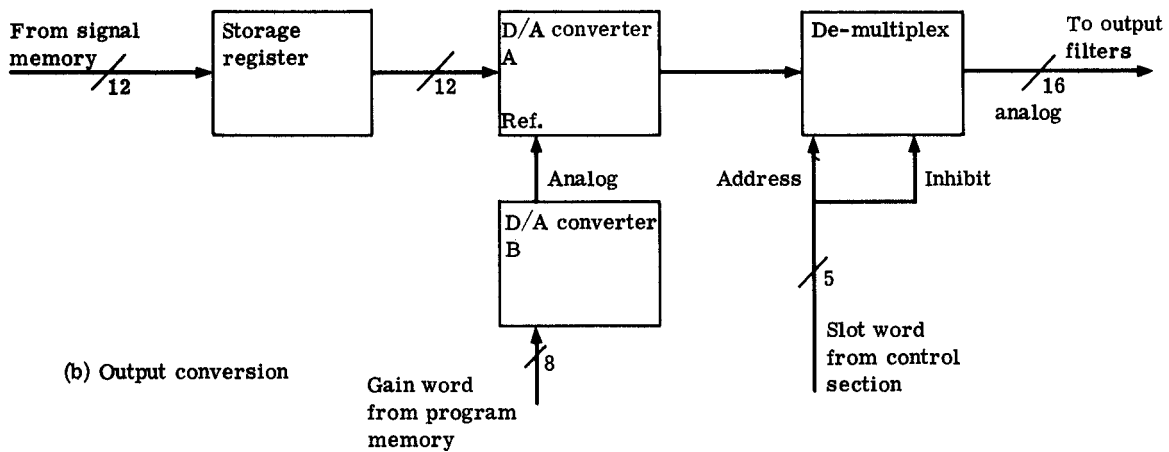 From signal
memory
12
Storage
register
12
D/A converter
A
Ref.
De-multiplex
To output
filters
16
analog
Analog
Address
Inhibit
D/A converter
B
5
8
Slot word
from control
section
(b) Output conversion
Gain word
from program
memory